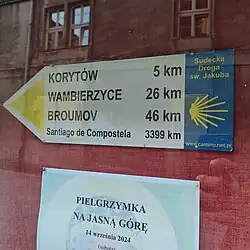 KORYTÓW 5 km
WAMBIERZYCE 26 km
BROUMOV 46 km
Santiago de Compostela 3399 km
Sudecka
Droga
św. Jakuba
www.camino.net.pl
PIELGRZYMKA
NA JASNĄ GÓRĘ
14 września 2024
(sobota)